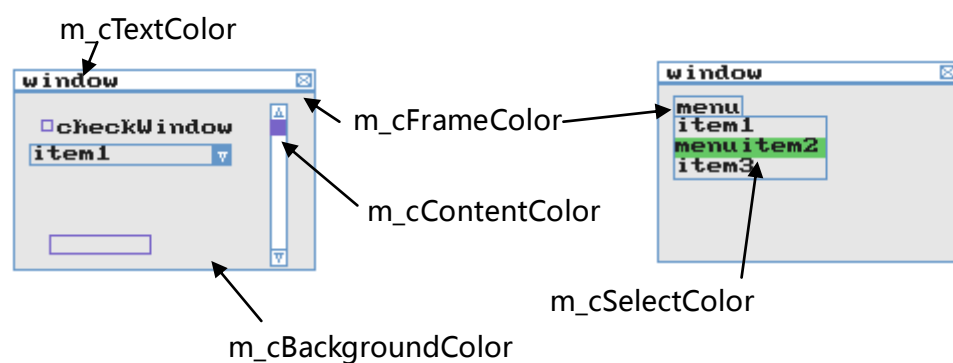 m_cTextColor
window
window
menu
checkWindow
m_cFrameColor
item1
item1
menuitem2
item3
m_cContentColor
m_cSelectColor
m_cBackgroundColor